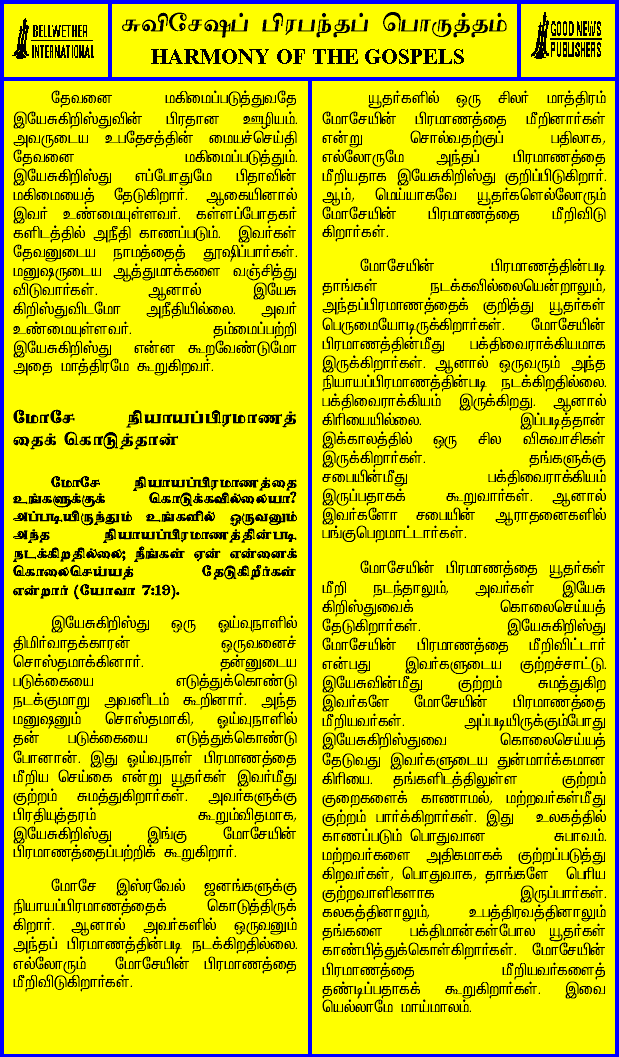 BELLWETHER
INTERNATIONAL
சுவிசேஷப் பிரபந்தப் பொருத்தம்
HARMONY OF THE GOSPELS
GOOD NEWS
PUBLISHERS
தேவனை மகிமைப்படுத்துவதே
இயேசுகிறிஸ்துவின் பிரதான ஊழியம்.
அவருடைய உபதேசத்தின் மையச்செய்தி
தேவனை மகிமைப்படுத்தும்.
இயேசுகிறிஸ்து எப்போதுமே பிதாவின்
மகிமையைத் தேடுகிறார். ஆகையினால்
இவர் உண்மையுள்ளவர். கள்ளப்போதகர்
களிடத்தில் அநீதி காணப்படும். இவர்கள்
தேவனுடைய நாமத்தைத் தூஷிப்பார்கள்.
மனுஷருடைய ஆத்துமாக்களை வஞ்சித்து
விடுவார்கள். ஆனால் இயேசு
கிறிஸ்துவிடமோ அநீதியில்லை. அவர்
உண்மையுள்ளவர். தம்மைப்பற்றி
இயேசுகிறிஸ்து என்ன கூறவேண்டுமோ
அதை மாத்திரமே கூறுகிறவர்.
மோசே நியாயப்பிரமாணத்
தைக் கொடுத்தான்
மோசே நியாயப்பிரமாணத்தை
உங்களுக்குக் கொடுக்கவில்லையா?
அப்படியிருந்தும் உங்களில் ஒருவனும்
அந்த நியாயப்பிரமாணத்தின்படி
நடக்கிறதில்லை; நீங்கள் ஏன் என்னைக்
கொலைசெய்யத் தேடுகிறீர்கள்
என்றார் (யோவா 7:19).
இயேசுகிறிஸ்து ஒரு ஓய்வுநாளில்
திமிர்வாதக்காரன் ஒருவனைச்
சொஸ்தமாக்கினார். தன்னுடைய
படுக்கையை எடுத்துக்கொண்டு
நடக்குமாறு அவனிடம் கூறினார். அந்த
மனுஷனும் சொஸ்தமாகி, ஓய்வுநாளில்
தன் படுக்கையை எடுத்துக்கொண்டு
போனான். இது ஓய்வுநாள் பிரமாணத்தை
மீறிய செய்கை என்று யூதர்கள் இவர்மீது
குற்றம் சுமத்துகிறார்கள். அவர்களுக்கு
பிரதியுத்தரம் கூறும்விதமாக,
இயேசுகிறிஸ்து இங்கு மோசேயின்
பிரமாணத்தைப்பற்றிக் கூறுகிறார்.
மோசே இஸ்ரவேல் ஜனங்களுக்கு
நியாயப்பிரமாணத்தைக் கொடுத்திருக்
கிறார். ஆனால் அவர்களில் ஒருவனும்
அந்தப் பிரமாணத்தின்படி நடக்கிறதில்லை.
எல்லோரும் மோசேயின் பிரமாணத்தை
மீறிவிடுகிறார்கள்.
யூதர்களில் ஒரு சிலர் மாத்திரம்
மோசேயின் பிரமாணத்தை மீறினார்கள்
என்று சொல்வதற்குப் பதிலாக,
எல்லோருமே அந்தப் பிரமாணத்தை
மீறியதாக இயேசுகிறிஸ்து குறிப்பிடுகிறார்.
ஆம், மெய்யாகவே யூதர்களெல்லோரும்
மோசேயின் பிரமாணத்தை மீறிவிடு
கிறார்கள்.
மோசேயின் பிரமாணத்தின்படி
தாங்கள் நடக்கவில்லையென்றாலும்,
அந்தப்பிரமாணத்தைக் குறித்து யூதர்கள்
பெருமையோடிருக்கிறார்கள். மோசேயின்
பிரமாணத்தின்மீது பக்திவைராக்கியமாக
இருக்கிறார்கள். ஆனால் ஒருவரும் அந்த
நியாயப்பிரமாணத்தின்படி நடக்கிறதில்லை.
பக்திவைராக்கியம் இருக்கிறது. ஆனால்
கிரியையில்லை. இப்படித்தான்
இக்காலத்தில் ஒரு சில விசுவாசிகள்
இருக்கிறார்கள். தங்களுக்கு
சபையின்மீது பக்திவைராக்கியம்
இருப்பதாகக் கூறுவார்கள். ஆனால்
இவர்களோ சபையின் ஆராதனைகளில்
பங்குபெறமாட்டார்கள்.
மோசேயின் பிரமாணத்தை யூதர்கள்
மீறி நடந்தாலும், அவர்கள் இயேசு
கிறிஸ்துவைக் கொலைசெய்யத்
தேடுகிறார்கள். இயேசுகிறிஸ்து
மோசேயின் பிரமாணத்தை மீறிவிட்டார்
என்பது இவர்களுடைய குற்றச்சாட்டு.
இயேசுவின்மீது குற்றம் சுமத்துகிற
இவர்களே மோசேயின் பிரமாணத்தை
மீறியவர்கள். அப்படியிருக்கும்போது
இயேசுகிறிஸ்துவை கொலைசெய்யத்
தேடுவது இவர்களுடைய துன்மார்க்கமான
கிரியை. தங்களிடத்திலுள்ள குற்றம்
குறைகளைக் காணாமல், மற்றவர்கள்மீது
குற்றம் பார்க்கிறார்கள். இது உலகத்தில்
காணப்படும் பொதுவான சுபாவம்.
மற்றவர்களை அதிகமாகக் குற்றப்படுத்து
கிறவர்கள், பொதுவாக, தாங்களே பெரிய
குற்றவாளிகளாக இருப்பார்கள்.
கலகத்தினாலும், உபத்திரவத்தினாலும்
தங்களை பக்திமான்கள்போல யூதர்கள்
காண்பித்துக்கொள்கிறார்கள். மோசேயின்
பிரமாணத்தை மீறியவர்களைத்
தண்டிப்பதாகக் கூறுகிறார்கள். இவை
யெல்லாமே மாய்மாலம்.